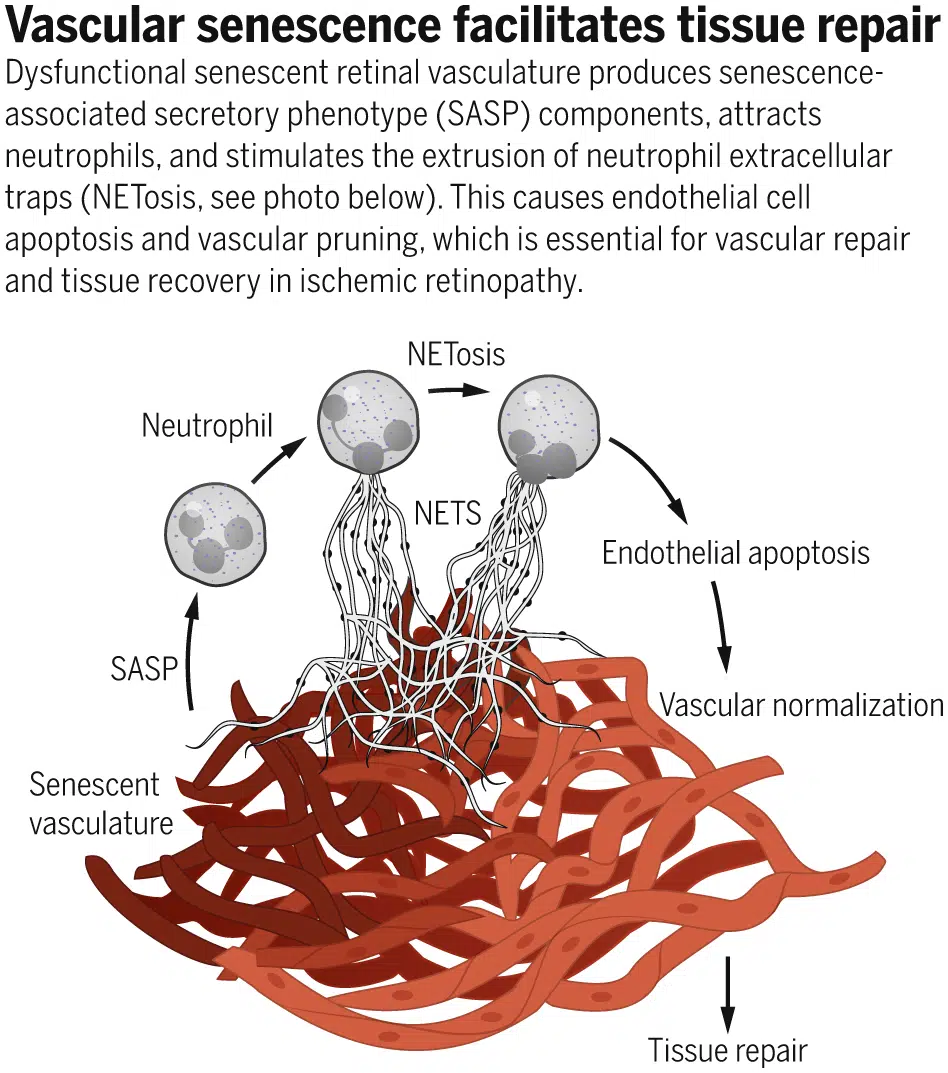 Vascular senescence facilitates tissue repair
Dysfunctional senescent retinal vasculature produces senescence-
associated secretory phenotype (SASP) components, attracts
neutrophils, and stimulates the extrusion of neutrophil extracellular
traps (NETosis, see photo below). This causes endothelial cell
apoptosis and vascular pruning, which is essential for vascular repair
and tissue recovery in ischemic retinopathy.
NETosis
Neutrophil
NETS
Endothelial apoptosis
SASP
Vascular normalization
Senescent
vasculature
Tissue repair